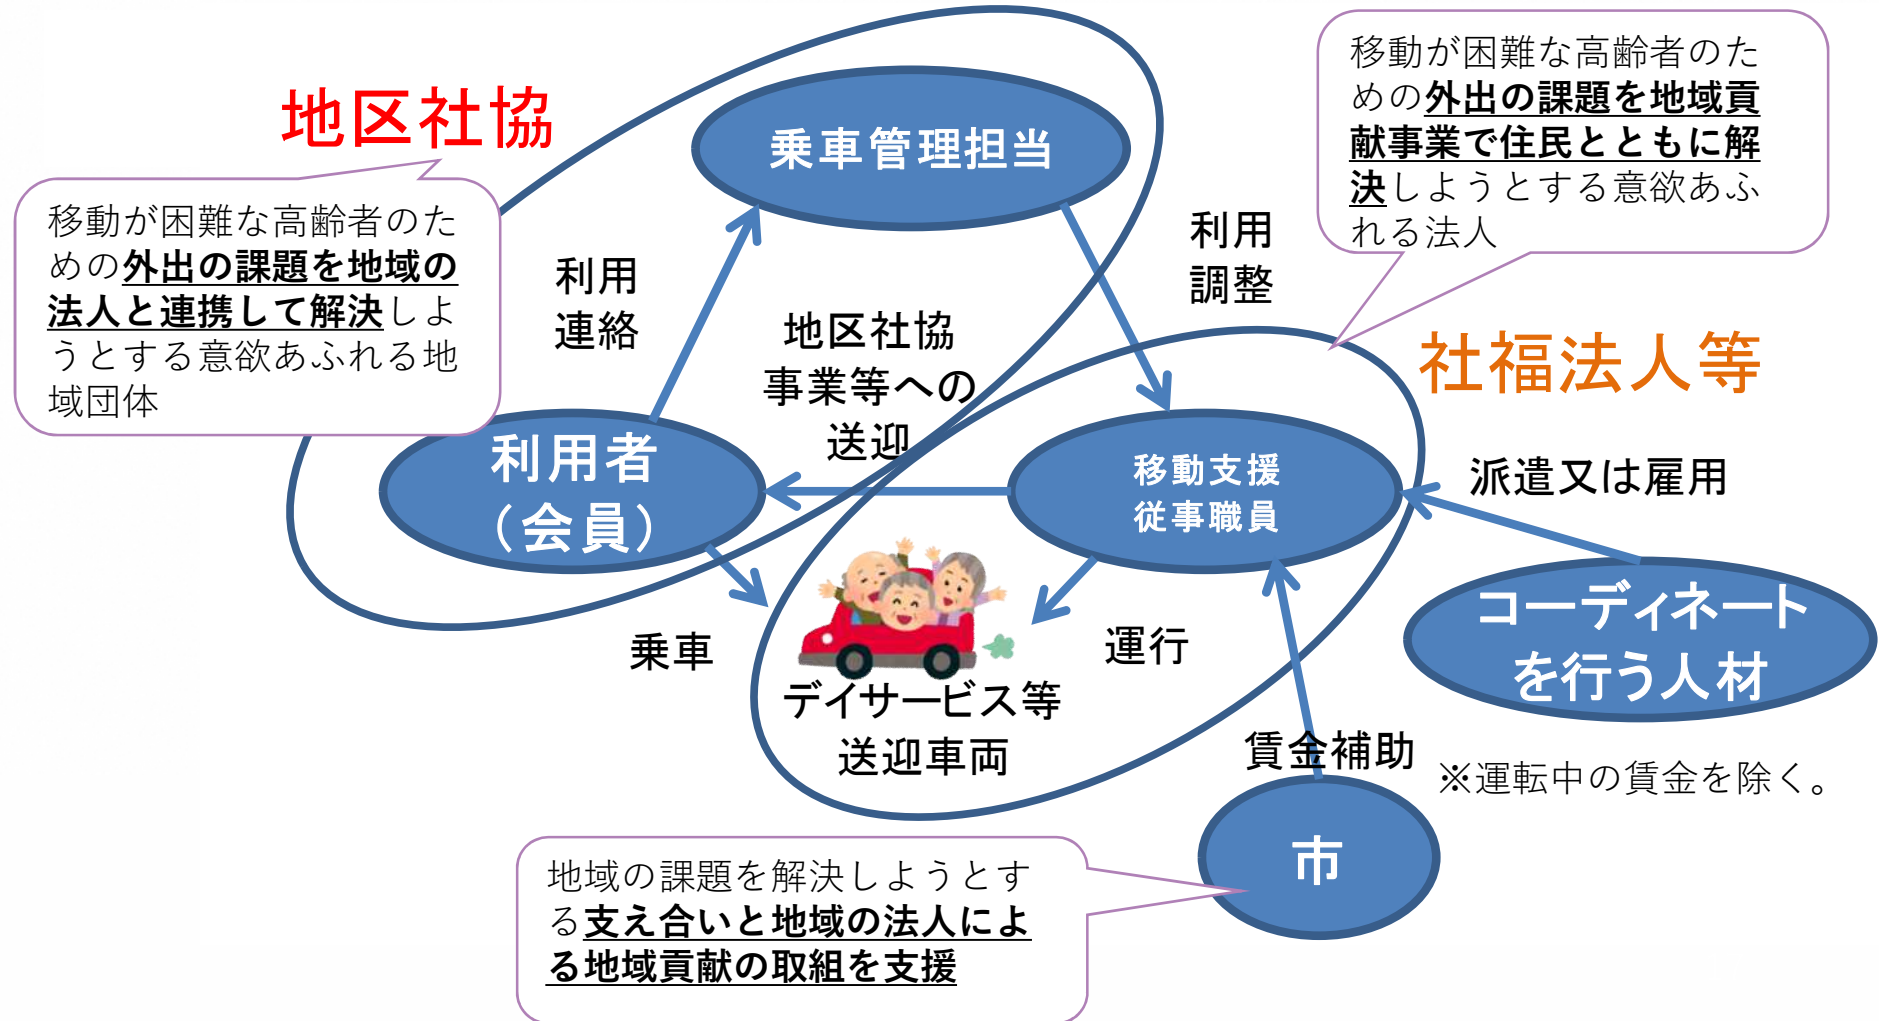 地区社協
移動が困難な高齢者のた
めの外出の課題を地域の
法人と連携して解決しよ
うとする意欲あふれる地
域団体
乗車管理担当
移動が困難な高齢者のた
めの外出の課題を地域貢
献事業で住民とともに解
決しようとする意欲あふ
れる法人
利用
連絡
利用
調整
地区社協
事業等への
送迎
社福法人等
利用者
（会員）
移動支援
従事職員
派遣又は雇用
コーディネート
を行う人材
乗車
運行
デイサービス等
送迎車両
賃金補助
※運転中の賃金を除く。
市
地域の課題を解決しようとす
る支え合いと地域の法人によ
る地域貢献の取組を支援